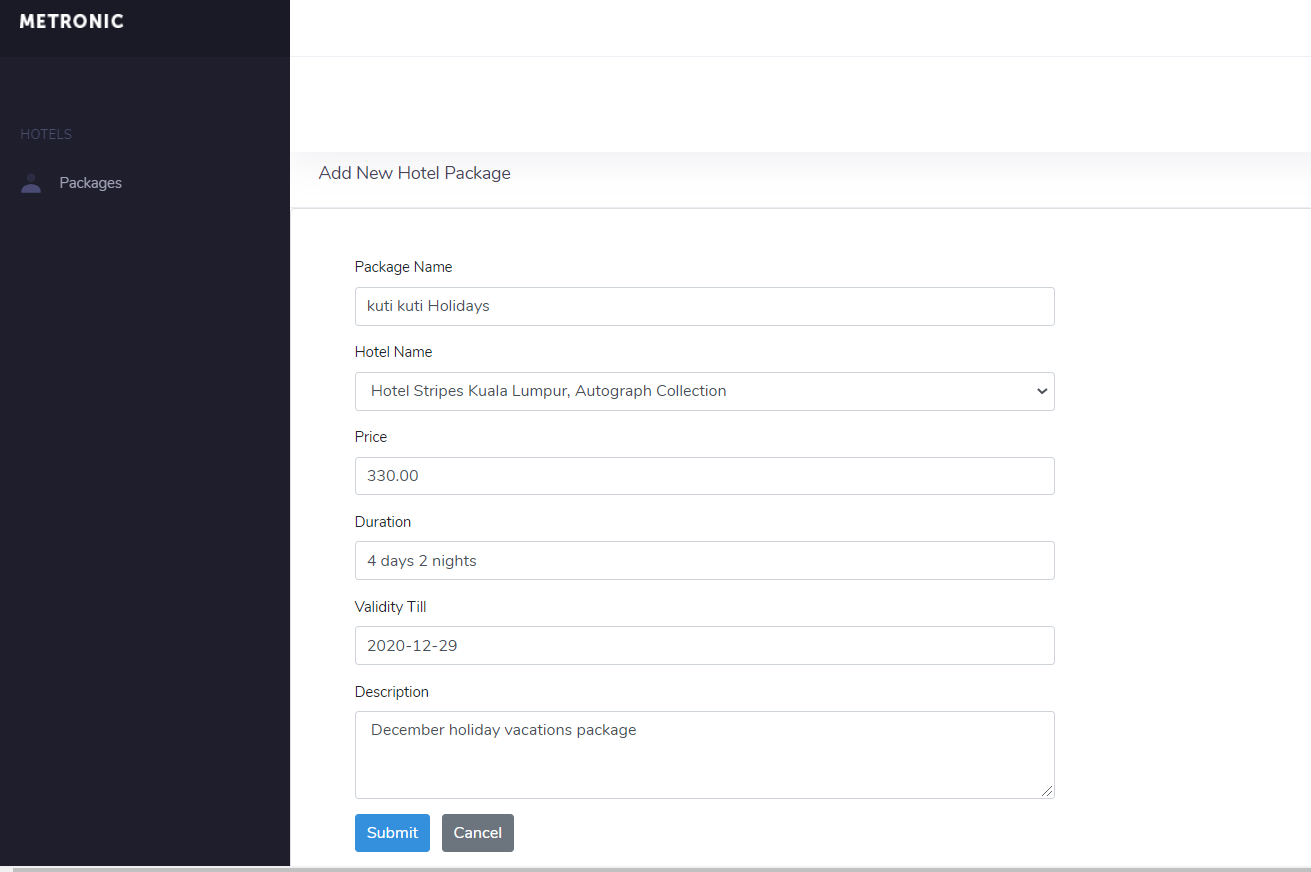 METRONIC
HOTELS
Packages
Add New Hotel Package
Package Name
kuti kuti Holidays
Hotel Name
Hotel Stripes Kuala Lumpur, Autograph Collection
Price
330.00
Duration
4 days 2 nights
Validity Till
2020-12-29
Description
December holiday vacations package
Submit Cancel